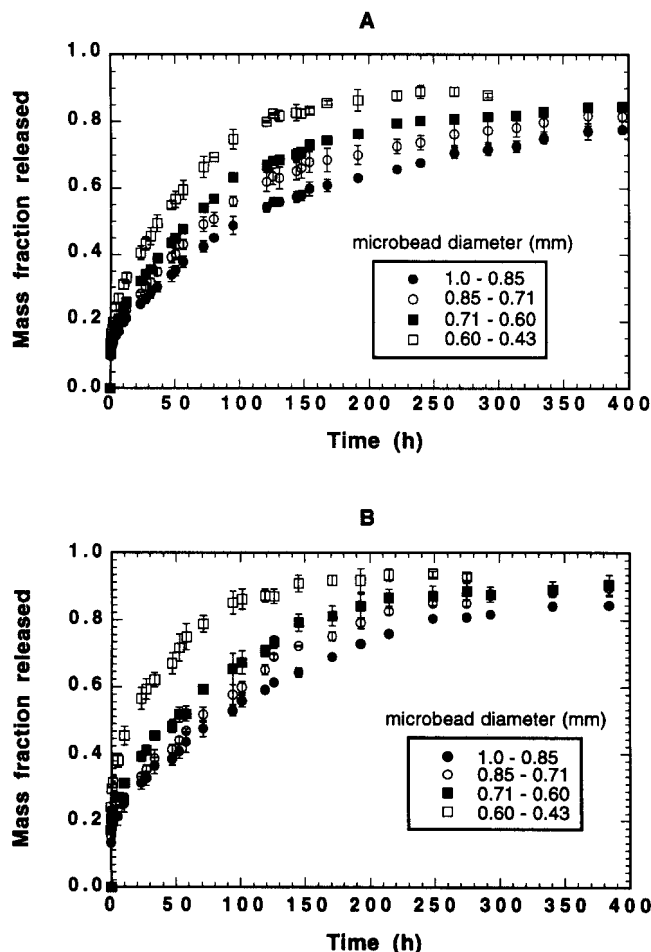 A
Mass fraction released
1.0
0.8
0.6
0.4
0.2
0.0
microbead diameter (mm)
1.0 - 0.85
0.85 - 0.71
0.71 - 0.60
0.60 - 0.43
0 50 100 150 200 250 300 350 400
Time (h)
B
Mass fraction released
1.0
0.8
0.6
0.4
0.2
0.0
microbead diameter (mm)
1.0 - 0.85
0.85 - 0.71
0.71 - 0.60
0.60 - 0.43
0 50 100 150 200 250 300 350 400
Time (h)